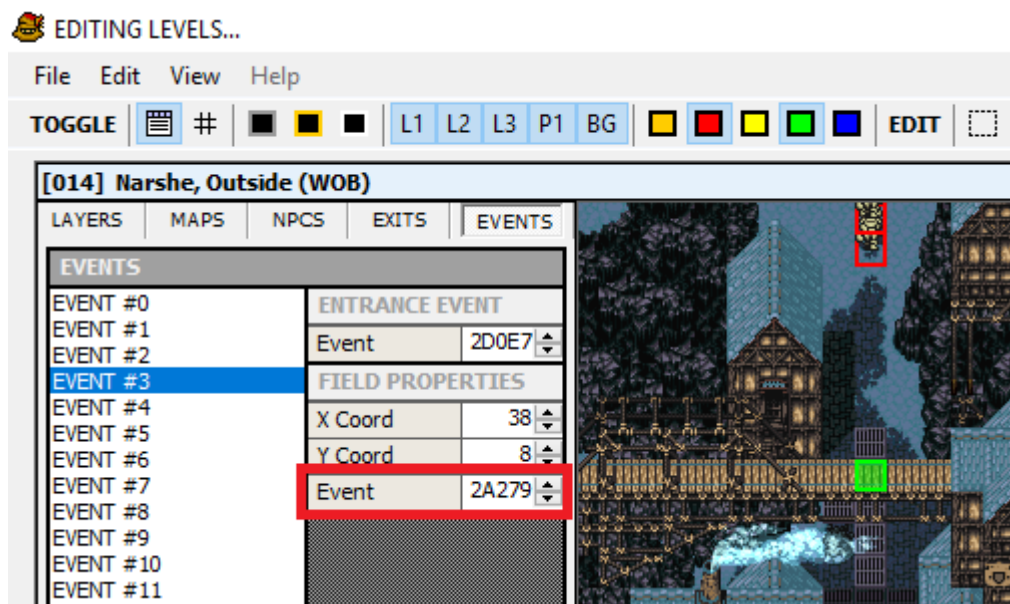 EDITING LEVELS...
File Edit View Help
TOGGLE # L1 L2 L3 P1 BG EDIT
[014] Narshe, Outside (WOB)
LAYERS MAPS NPCS EXITS EVENTS
EVENTS
EVENT #0
EVENT #1
EVENT #2
EVENT #3
EVENT #4
EVENT #5
EVENT #6
EVENT #7
EVENT #8
EVENT #9
EVENT #10
EVENT #11
ENTRANCE EVENT
Event 2D0E7
FIELD PROPERTIES
X Coord 38
Y Coord 8
Event 2A279